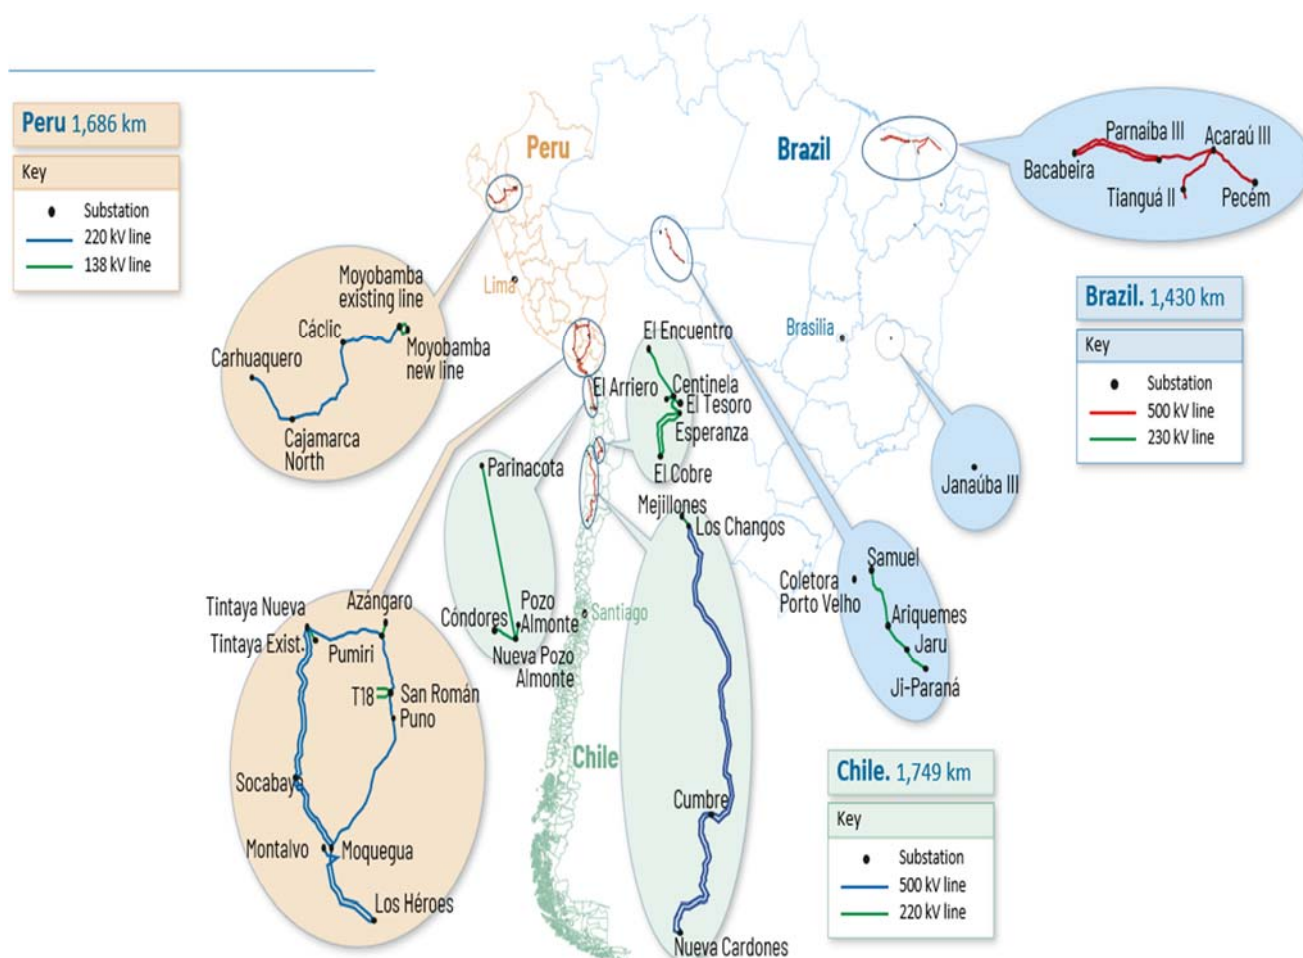 Peru 1,686 km
Key
Substation
220 kV line
138 kV line
Peru
Brazil
Lima
Brasilia
Santiago
Chile
Parnaíba III
Acaraú III
Bacabeira
Tianguá II
Pecém
Brazil. 1,430 km
Key
Substation
500 kV line
230 kV line
Moyobamba
existing line
Cáclic
Carhuaquero
Moyobamba
new line
Cajamarca
North
El Encuentro
El Arriero
Centinela
El Tesoro
Esperanza
El Cobre
Parinacota
Pozo
Almonte
Cóndores
Nueva Pozo
Almonte
Mejillones
Los Changos
Cumbre
Nueva Cardones
Janaúba III
Samuel
Coletora
Porto Velho
Ariquemes
Jaru
Ji-Paraná
Azángaro
Tintaya Nueva
Tintaya Exist.
Pumiri
T18
San Román
Puno
Socabaya
Montalvo
Moquegua
Los Héroes
Chile. 1,749 km
Key
Substation
500 kV line
220 kV line